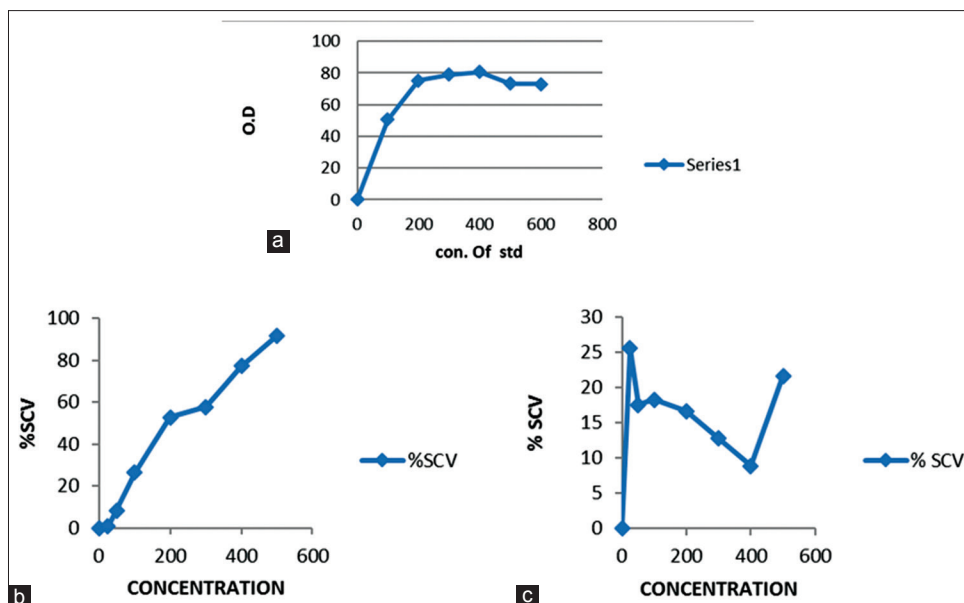 100
80
60
40
20
0
O.D
0 200 400 600 800
con. Of std
Series1
a
100
80
60
40
20
0
%SCV
0 200 400 600
CONCENTRATION
%SCV
b
30
25
20
15
10
5
0
% SCV
0 200 400 600
CONCENTRATION
% SCV
c